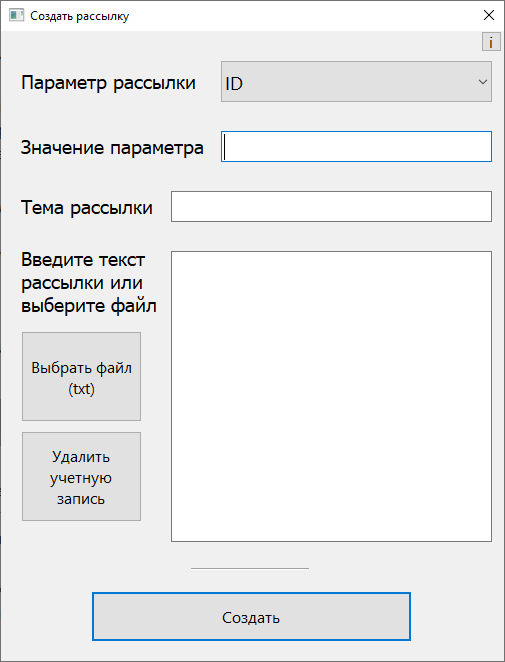 Создать рассылку
i
Параметр рассылки
ID
Значение параметра
Тема рассылки
Введите текст
рассылки или
выберите файл
Выбрать файл
(txt)
Удалить
учетную
запись
Создать